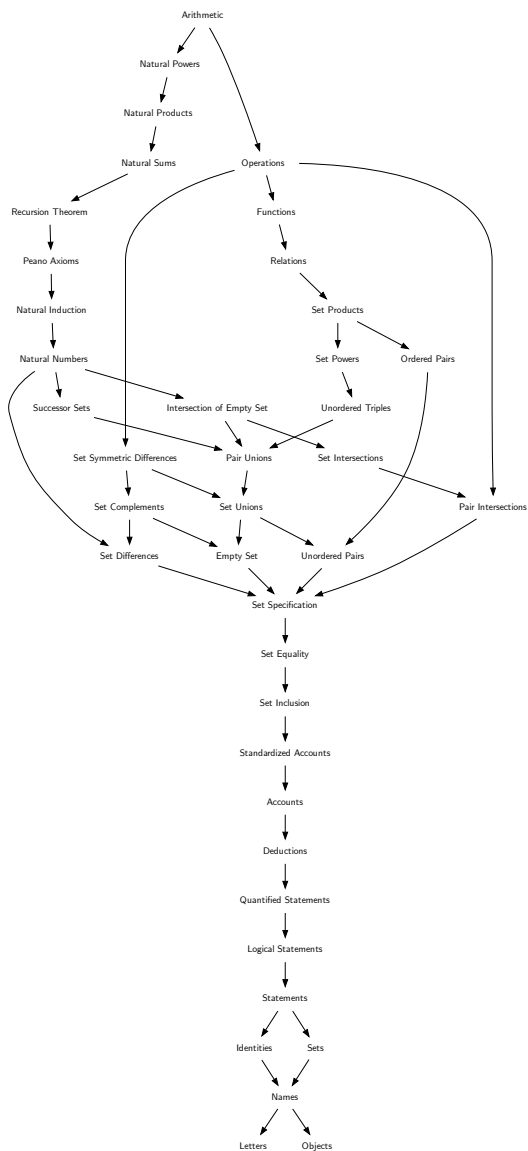 Arithmetic
Natural Powers
Natural Products
Natural Sums
Operations
Recursion Theorem
Functions
Peano Axioms
Relations
Natural Induction
Set Products
Natural Numbers
Set Powers
Ordered Pairs
Successor Sets
Intersection of Empty Set
Unordered Triples
Set Symmetric Differences
Pair Unions
Set Intersections
Set Complements
Set Unions
Pair Intersections
Set Differences
Empty Set
Unordered Pairs
Set Specification
Set Equality
Set Inclusion
Standardized Accounts
Accounts
Deductions
Quantified Statements
Logical Statements
Statements
Identities
Sets
Names
Letters
Objects